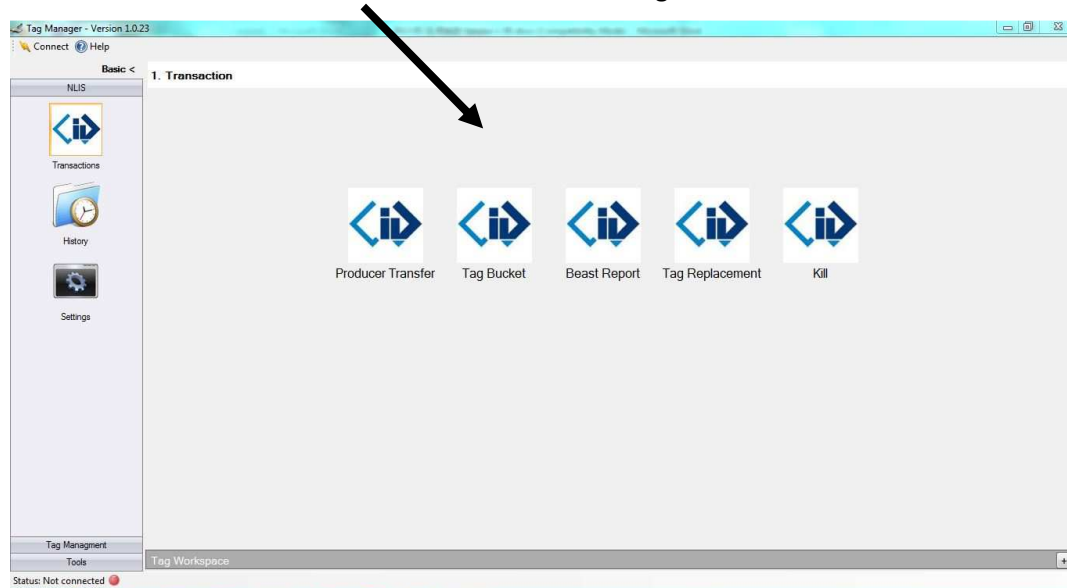 Tag Manager - Version 1.0.23
Connect Help
Basic <
NLIS
1. Transaction
Transactions
History
Settings
Producer Transfer Tag Bucket Beast Report Tag Replacement Kill
Tag Managment
Tools
Tag Workspace
+
Status: Not connected